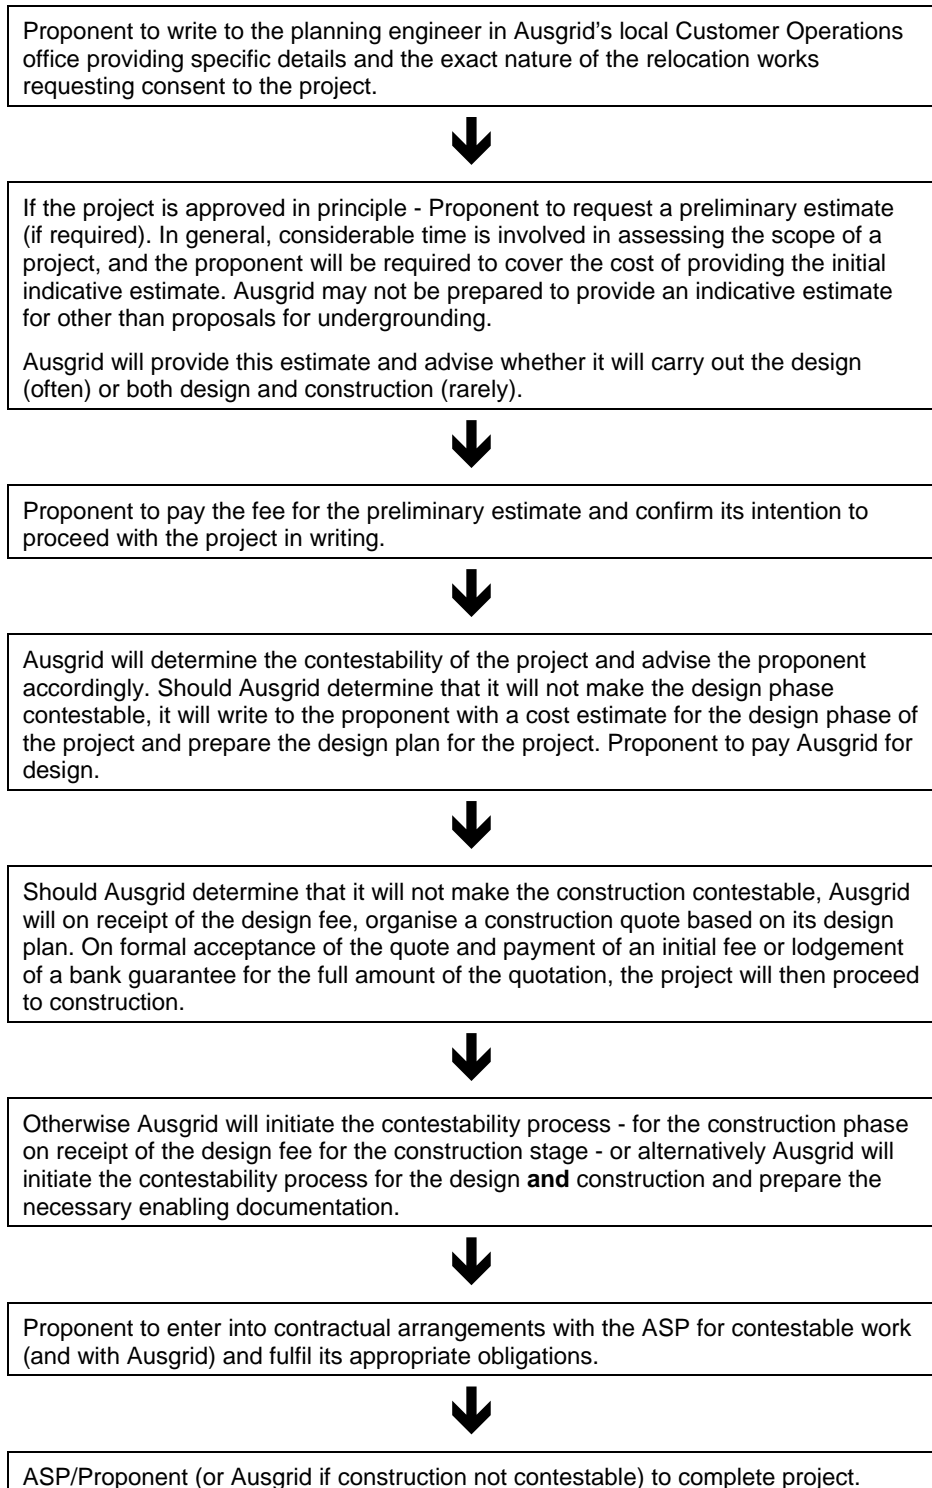 Proponent to write to the planning engineer in Ausgrid's local Customer Operations
office providing specific details and the exact nature of the relocation works
requesting consent to the project.
If the project is approved in principle - Proponent to request a preliminary estimate
(if required). In general, considerable time is involved in assessing the scope of a
project, and the proponent will be required to cover the cost of providing the initial
indicative estimate. Ausgrid may not be prepared to provide an indicative estimate
for other than proposals for undergrounding.
Ausgrid will provide this estimate and advise whether it will carry out the design
(often) or both design and construction (rarely).
Proponent to pay the fee for the preliminary estimate and confirm its intention to
proceed with the project in writing.
Ausgrid will determine the contestability of the project and advise the proponent
accordingly. Should Ausgrid determine that it will not make the design phase
contestable, it will write to the proponent with a cost estimate for the design phase of
the project and prepare the design plan for the project. Proponent to pay Ausgrid for
design.
Should Ausgrid determine that it will not make the construction contestable, Ausgrid
will on receipt of the design fee, organise a construction quote based on its design
plan. On formal acceptance of the quote and payment of an initial fee or lodgement
of a bank guarantee for the full amount of the quotation, the project will then proceed
to construction.
Otherwise Ausgrid will initiate the contestability process - for the construction phase
on receipt of the design fee for the construction stage - or alternatively Ausgrid will
initiate the contestability process for the design and construction and prepare the
necessary enabling documentation.
Proponent to enter into contractual arrangements with the ASP for contestable work
(and with Ausgrid) and fulfil its appropriate obligations.
ASP/Proponent (or Ausgrid if construction not contestable) to complete project.